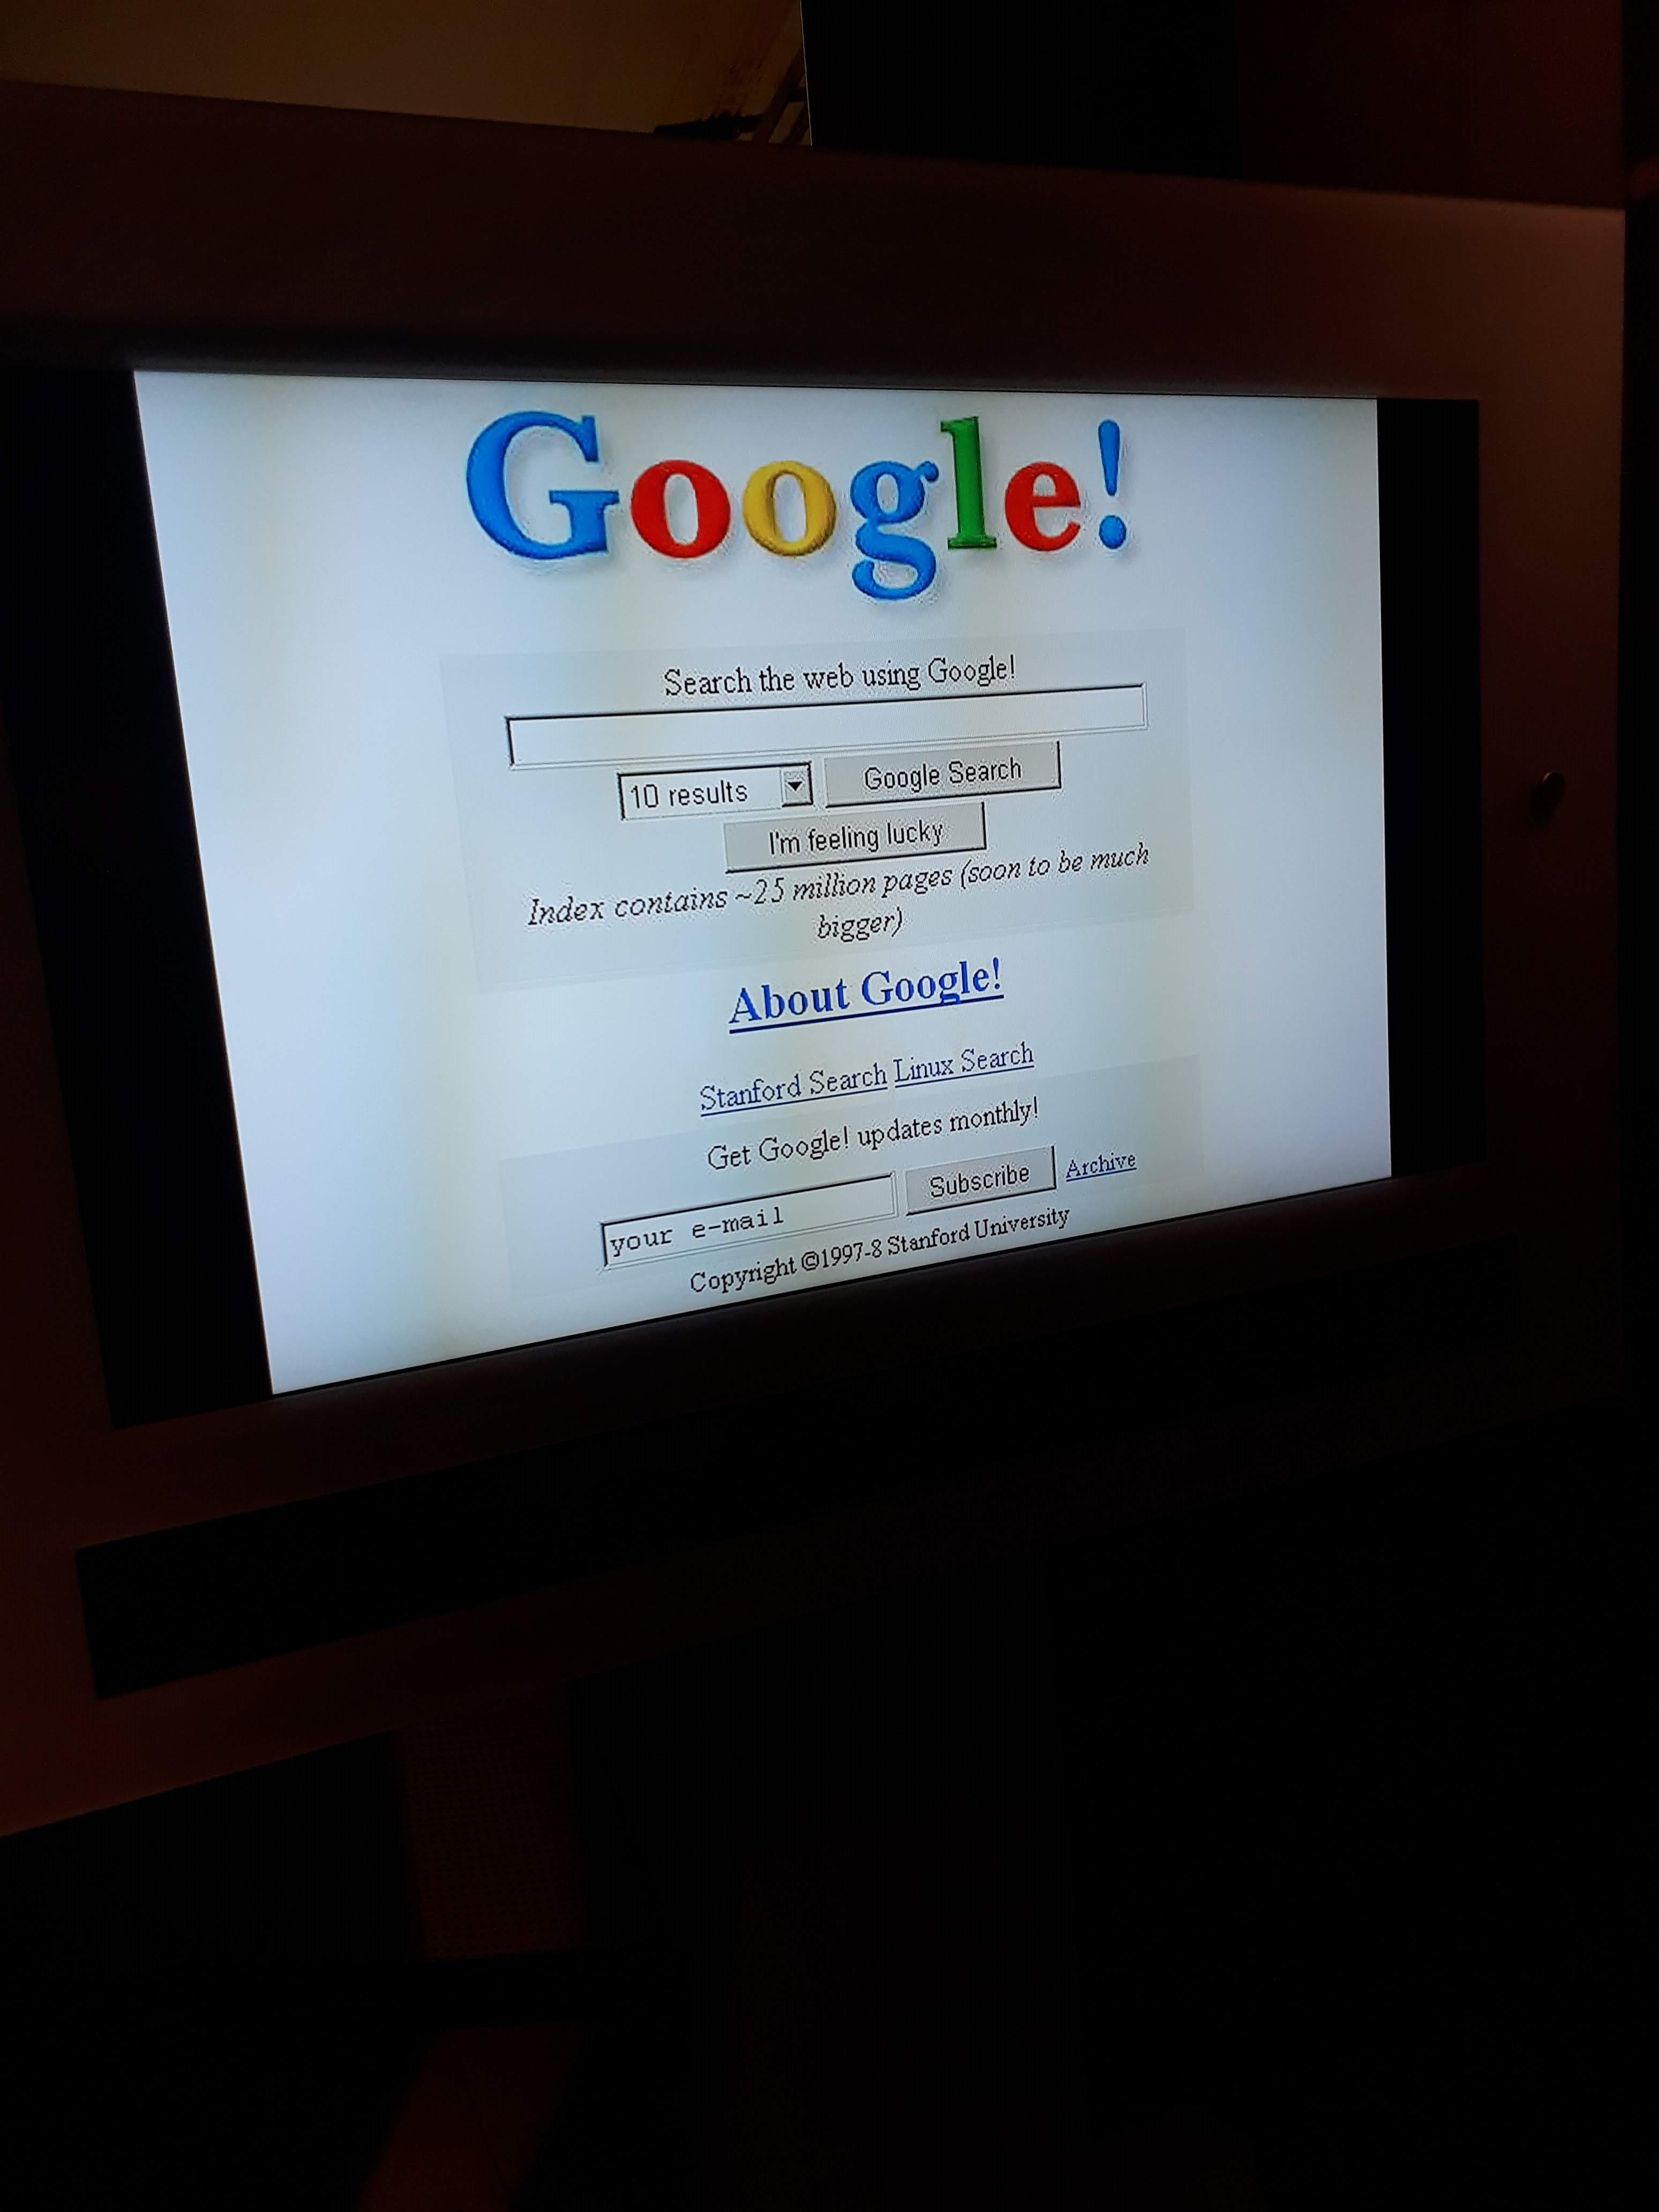 Google!
Search the web using Google!
10 results Google Search
I'm feeling lucky
Index contains ~25 million pages (soon to be much
bigger)
About Google!
Stanford Search Linux Search
Get Google! updates monthly!
your e-mail Subscribe Archive
Copyright ©1997-8 Stanford University